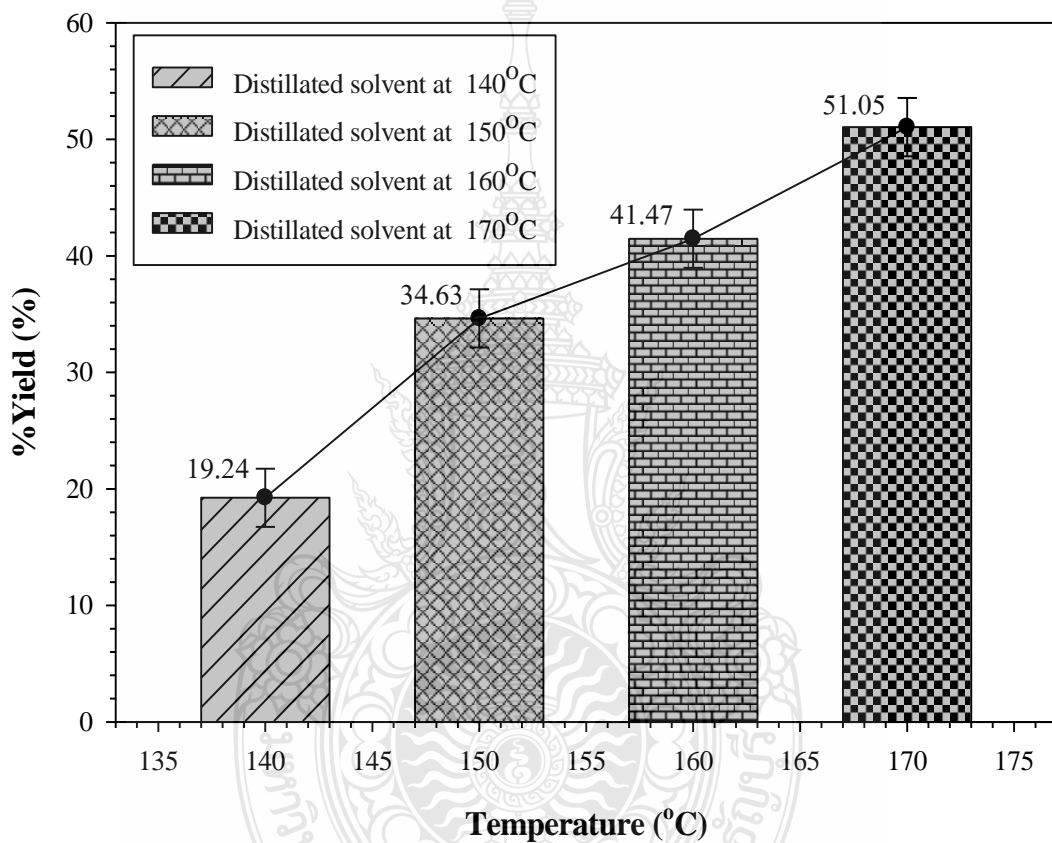 60
50
40
30
20
10
0
%Yield (%)
Distillated solvent at 140°C
Distillated solvent at 150°C
Distillated solvent at 160°C
Distillated solvent at 170°C
51.05
41.47
34.63
19.24
135 140 145 150 155 160 165 170 175
Temperature (°C)